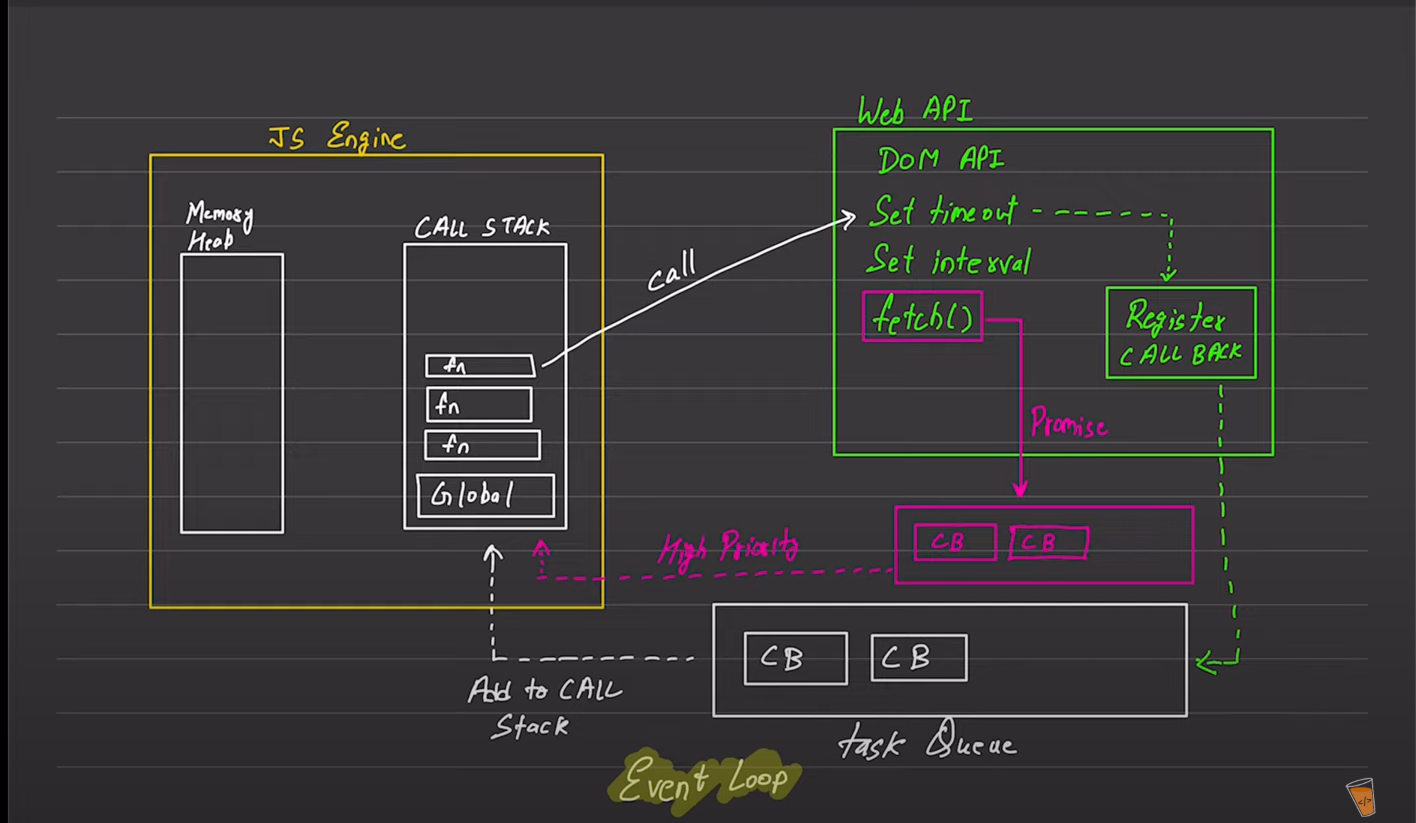 JS Engine
Memory
Heap
CALL STACK
fn
fn
fn
Global
call
Web API
DOM API
Set timeout
Set interval
fetch()
Register
CALL BACK
Promise
High Priority
CB CB
CB CB
Add to CALL
Stack
task Queue
Event Loop
</>